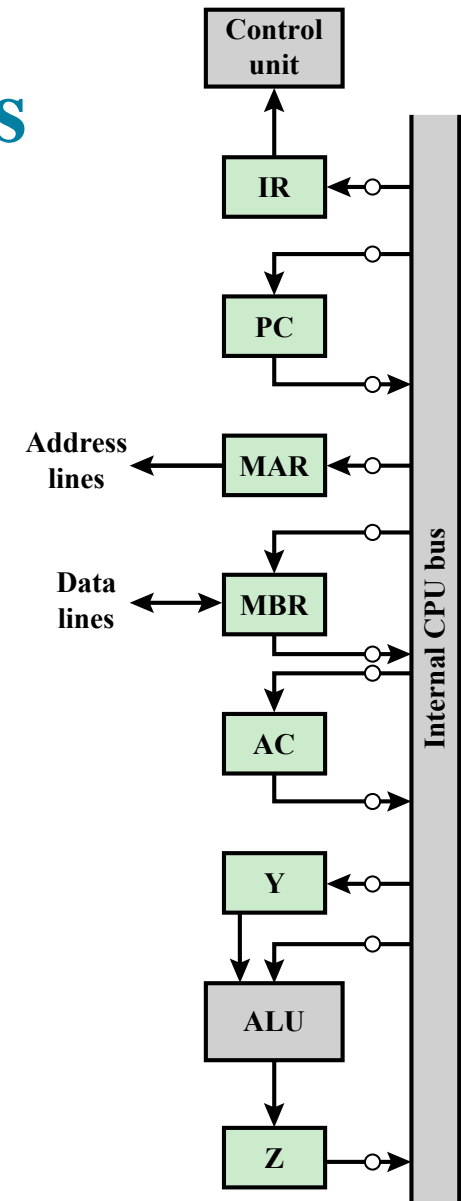 Control
unit
s
IR
PC
Address
lines
MAR
Data
lines
MBR
Internal CPU bus
AC
Y
ALU
Z